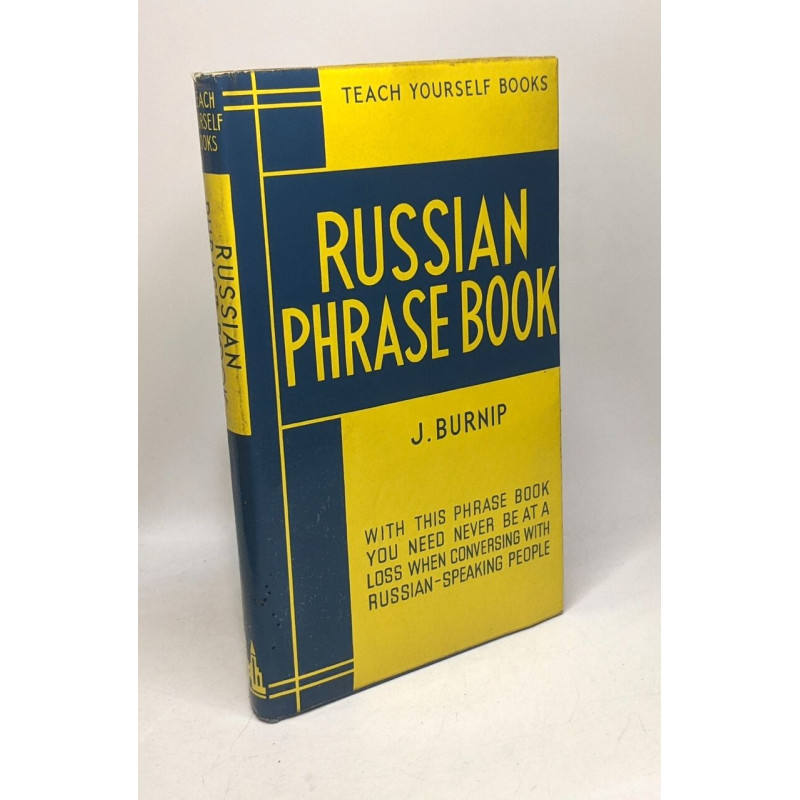 TEACH YOURSELF BOOKS
RUSSIAN
PHRASE BOOK
J. BURNIP
WITH THIS PHRASE BOOK
YOU NEED NEVER BE AT A
LOSS WHEN CONVERSING WITH
RUSSIAN-SPEAKING PEOPLE
RUSSIAN